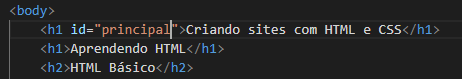 <body>
<h1 id="principal">Criando sites com HTML e CSS</h1>
<h1>Aprendendo HTML</h1>
<h2>HTML Básico</h2>